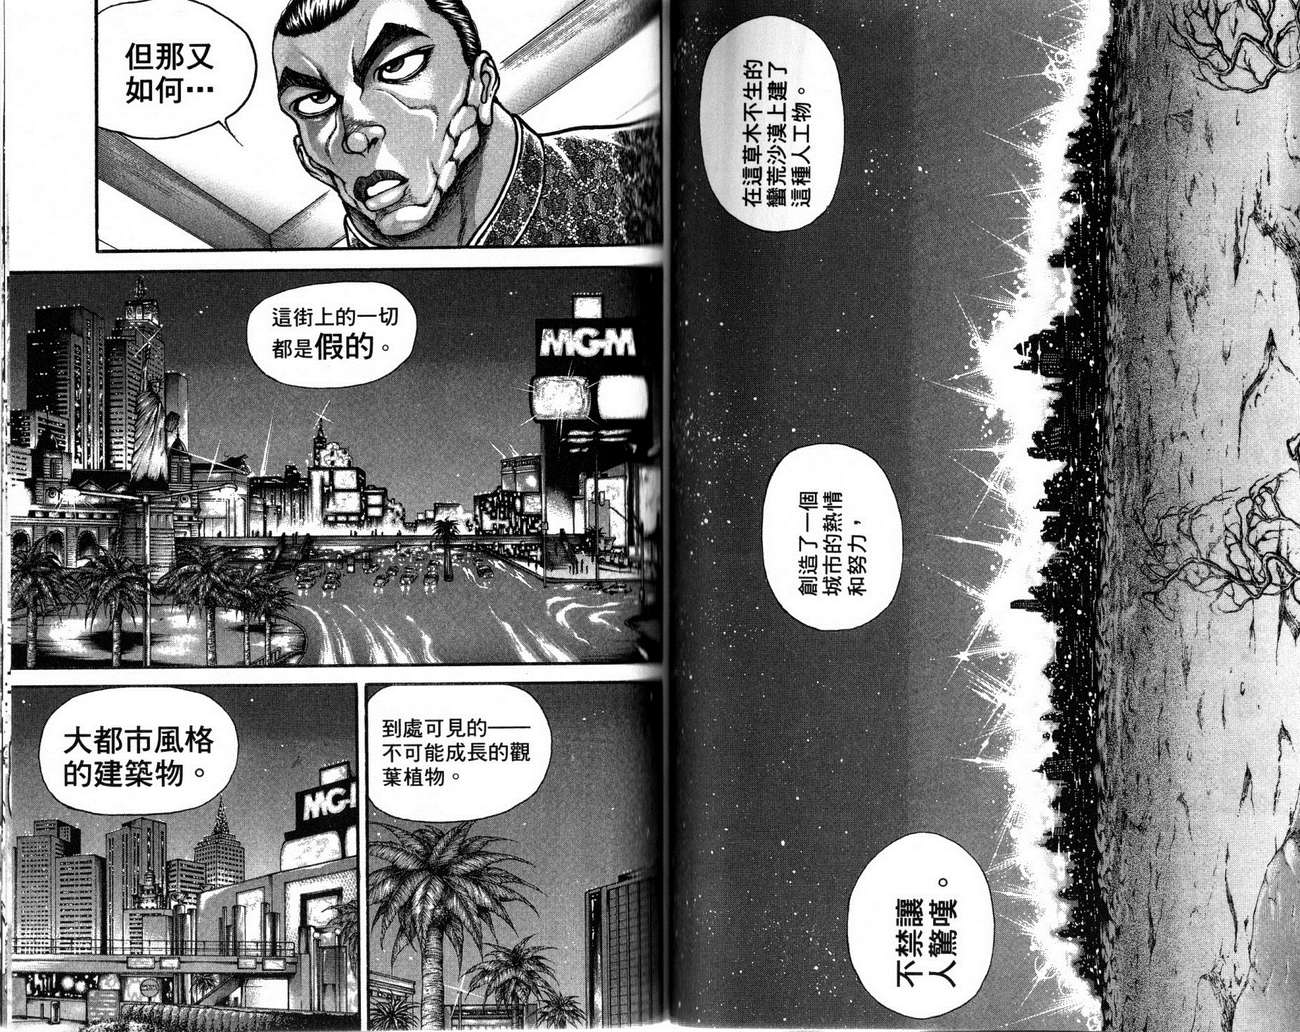 在這草木不生的
蠻荒沙漠上建了
這種人工物。
創造了一個
城市的熱情
和努力，
不禁讓
人驚嘆。
但那又
如何⋯
這街上的一切
都是假的。
MGM
到處可見的——
不可能成長的觀
葉植物。
大都市風格
的建築物。
MG